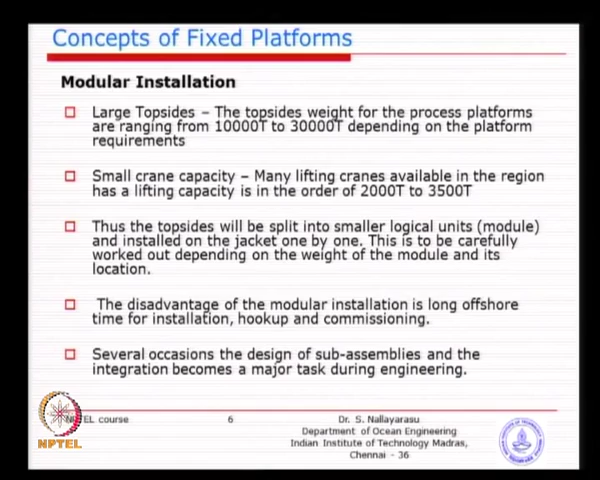 Concepts of Fixed Platforms
Modular Installation
Large Topsides – The topsides weight for the process platforms
are ranging from 10000T to 30000T depending on the platform
requirements
Small crane capacity – Many lifting cranes available in the region
has a lifting capacity is in the order of 2000T to 3500T
Thus the topsides will be split into smaller logical units (module)
and installed on the jacket one by one. This is to be carefully
worked out depending on the weight of the module and its
location.
The disadvantage of the modular installation is long offshore
time for installation, hookup and commissioning.
Several occasions the design of sub-assemblies and the
integration becomes a major task during engineering.
NPTEL course
6
Dr. S. Nallayarasu
Department of Ocean Engineering
Indian Institute of Technology Madras,
Chennai - 36
NPTEL